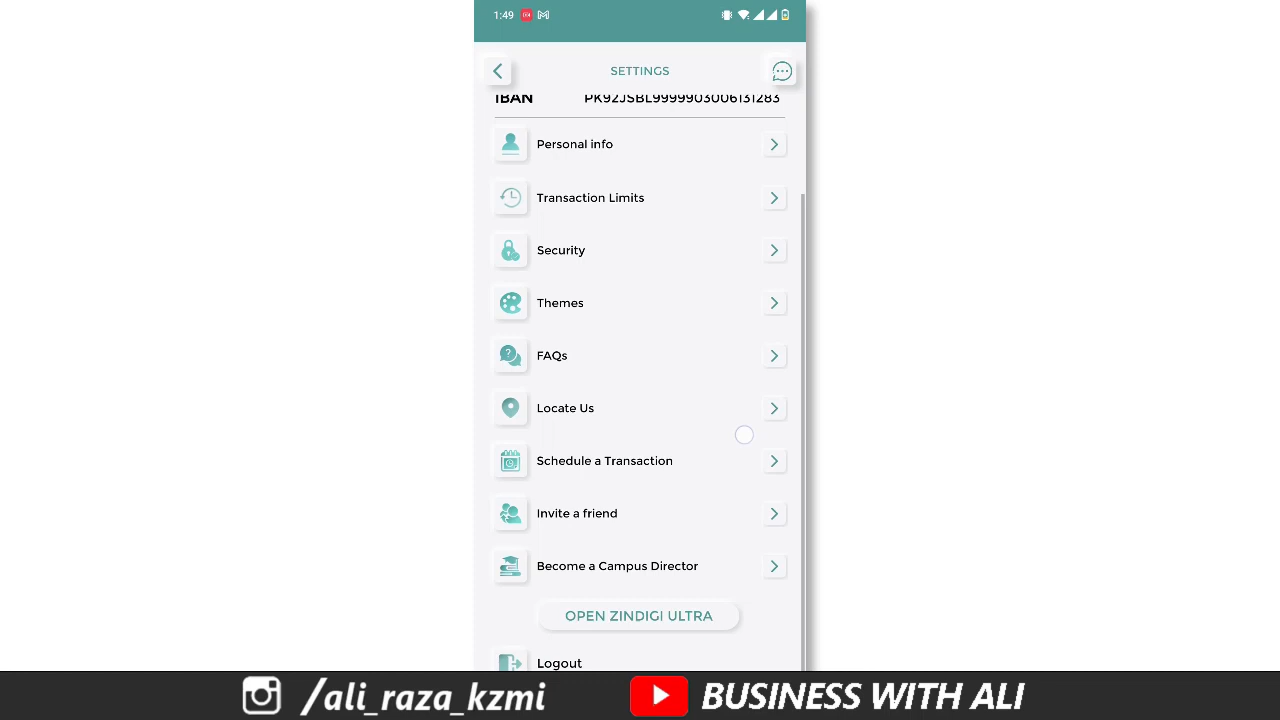 1:49
SETTINGS
IBAN PK92JSBL9999903006131283
Personal info
Transaction Limits
Security
Themes
FAQs
Locate Us
Schedule a Transaction
Invite a friend
Become a Campus Director
OPEN ZINDIGI ULTRA
Logout
/ali_raza_kzmi
BUSINESS WITH ALI